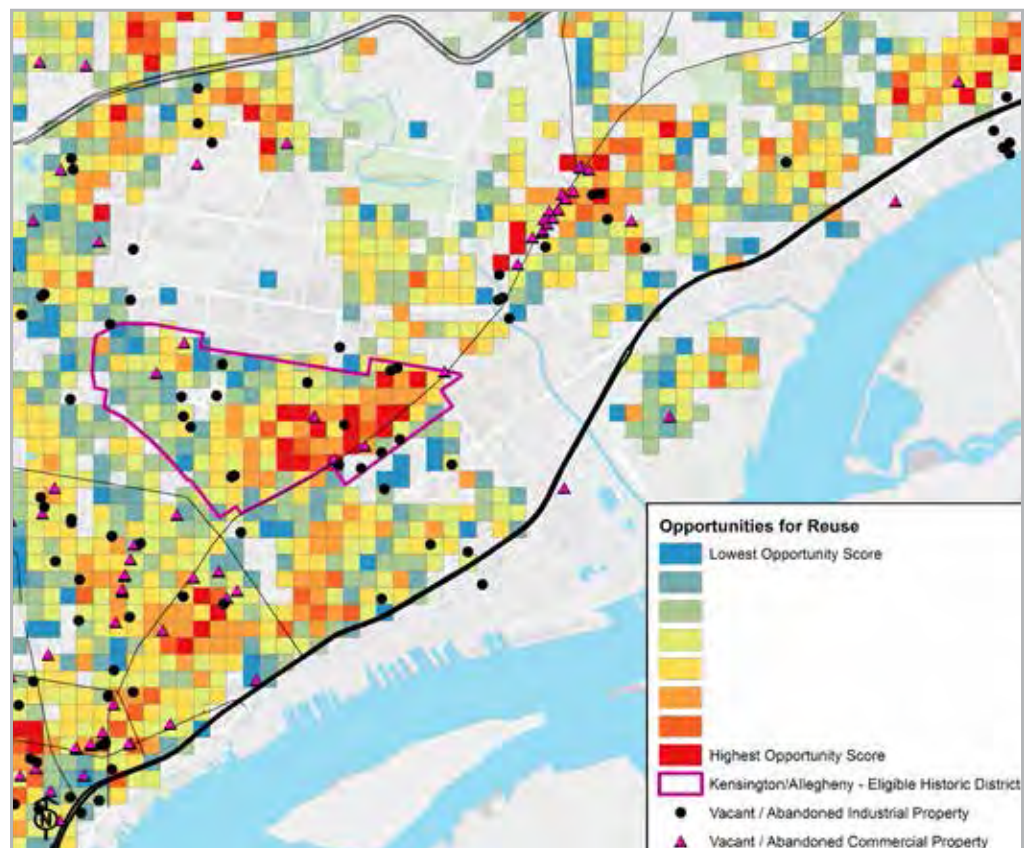 Opportunities for Reuse
Lowest Opportunity Score
Highest Opportunity Score
Kensington/Allegheny - Eligible Historic District
Vacant / Abandoned Industrial Property
Vacant / Abandoned Commercial Property
N